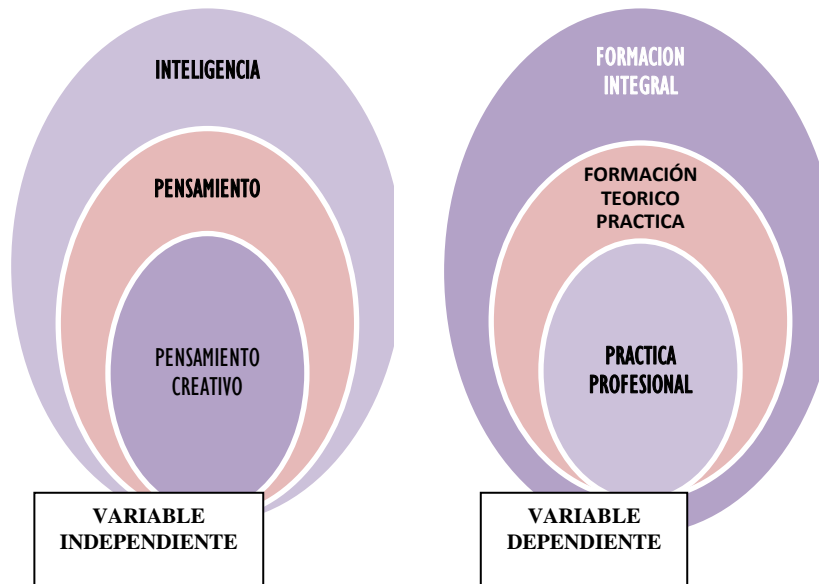 INTELIGENCIA
PENSAMIENTO
PENSAMIENTO
CREATIVO
VARIABLE
INDEPENDIENTE
FORMACION
INTEGRAL
FORMACIÓN
TEORICO
PRACTICA
PRACTICA
PROFESIONAL
VARIABLE
DEPENDIENTE